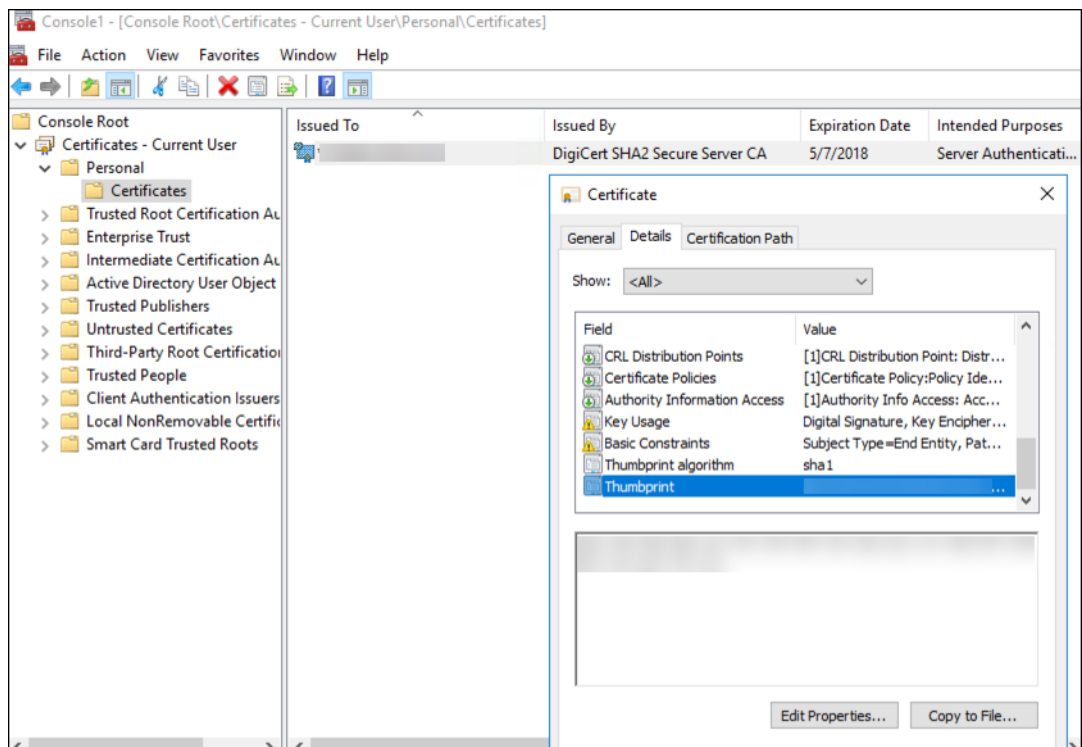 Console1 - [Console Root\Certificates - Current User\Personal\Certificates]
File Action View Favorites Window Help
Console Root
Certificates - Current User
Personal
Certificates
Trusted Root Certification Au
Enterprise Trust
Intermediate Certification Au
Active Directory User Object
Trusted Publishers
Untrusted Certificates
Third-Party Root Certification
Trusted People
Client Authentication Issuers
Local NonRemovable Certific
Smart Card Trusted Roots
Issued To Issued By Expiration Date Intended Purposes
DigiCert SHA2 Secure Server CA 5/7/2018 Server Authenticati...
Certificate
General Details Certification Path
Show: <All>
Field Value
CRL Distribution Points [1]CRL Distribution Point: Distr...
Certificate Policies [1]Certificate Policy:Policy Ide...
Authority Information Access [1]Authority Info Access: Acc...
Key Usage Digital Signature, Key Encipher...
Basic Constraints Subject Type=End Entity, Pat...
Thumbprint algorithm sha1
Thumbprint ...
Edit Properties... Copy to File...